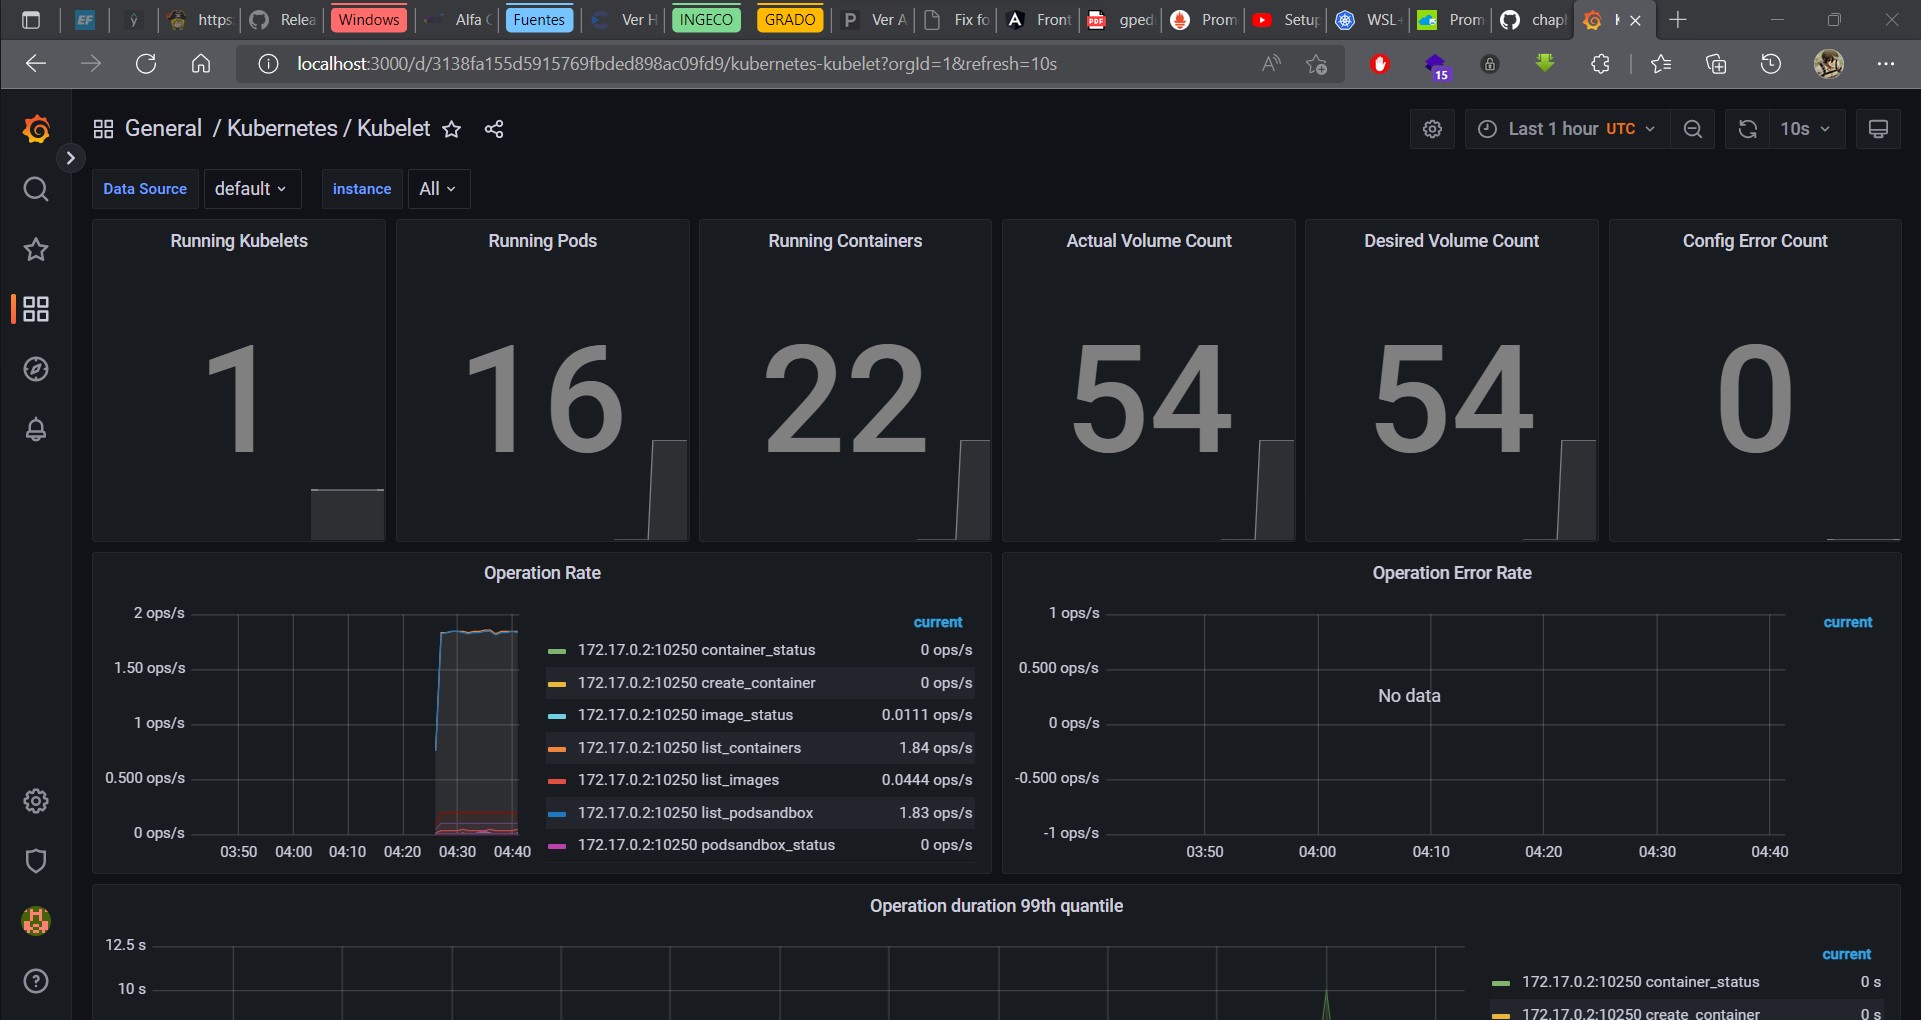 EF
https
Relea
Windows
Alfa
Fuentes
Ver H
INGECO
GRADO
P Ver A
Fix fo
Front
PDF gped
Prom
Setup
WSL
Prom
chap
localhost:3000/d/3138fa155d5915769fbded898ac09fd9/kubernetes-kubelet?orgId=1&refresh=10s
15
General / Kubernetes / Kubelet
Last 1 hour UTC
10s
Data Source default instance All
Running Kubelets
1
Running Pods
16
Running Containers
22
Actual Volume Count
54
Desired Volume Count
54
Config Error Count
0
Operation Rate
2 ops/s
1.50 ops/s
1 ops/s
0.500 ops/s
0 ops/s
03:50 04:00 04:10 04:20 04:30 04:40
current
172.17.0.2:10250 container_status 0 ops/s
172.17.0.2:10250 create_container 0 ops/s
172.17.0.2:10250 image_status 0.0111 ops/s
172.17.0.2:10250 list_containers 1.84 ops/s
172.17.0.2:10250 list_images 0.0444 ops/s
172.17.0.2:10250 list_podsandbox 1.83 ops/s
172.17.0.2:10250 podsandbox_status 0 ops/s
Operation Error Rate
1 ops/s
0.500 ops/s
0 ops/s
-0.500 ops/s
-1 ops/s
No data
03:50 04:00 04:10 04:20 04:30 04:40
current
Operation duration 99th quantile
12.5 s
10 s
current
172.17.0.2:10250 container_status 0 s
172.17.0.2:10250 create_container 0 s